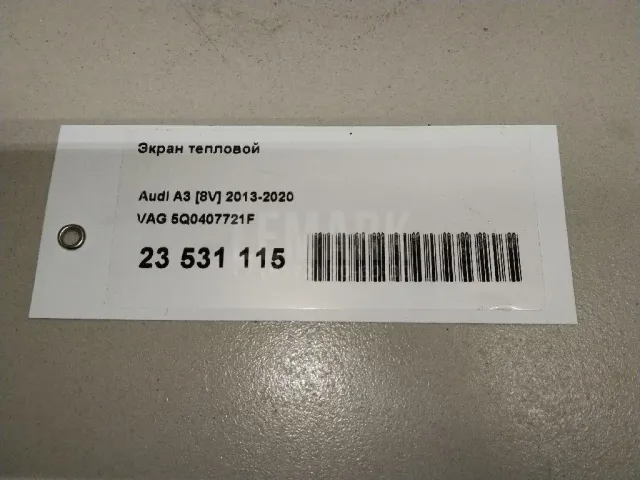 Экран тепловой
Audi A3 [8V] 2013-2020
VAG 5Q0407721F
23 531 115